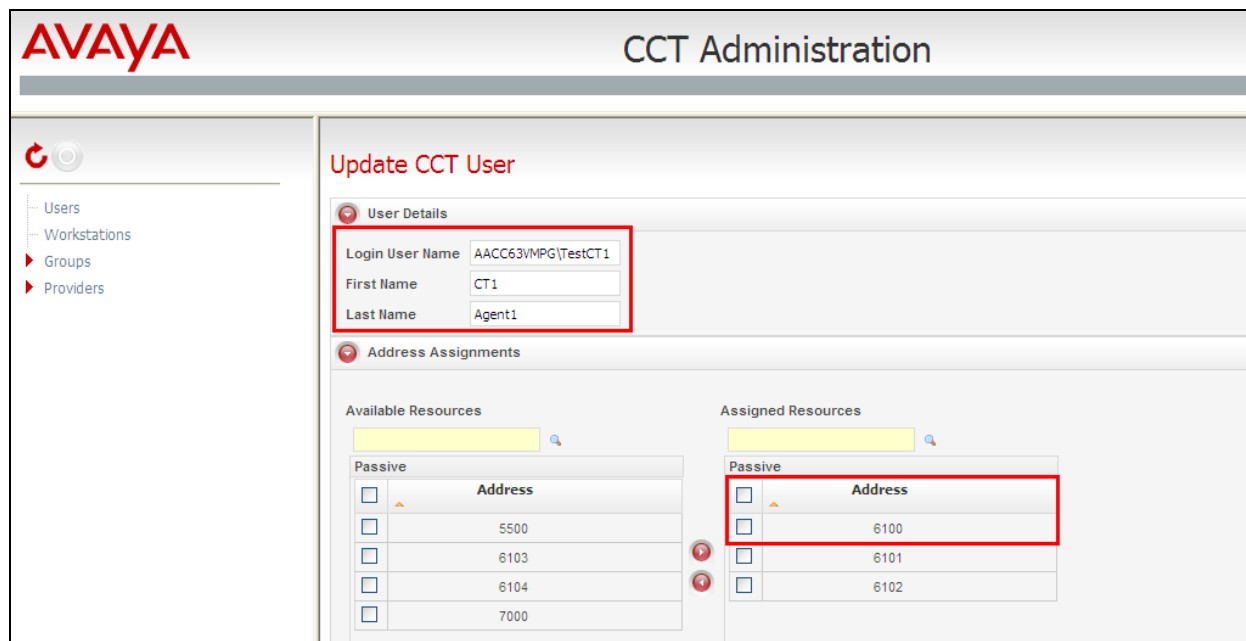 AVAYA
CCT Administration
Users
Workstations
Groups
Providers
Update CCT User
User Details
Login User Name AACC63VMPG\TestCT1
First Name CT1
Last Name Agent1
Address Assignments
Available Resources
Passive
Address
5500
6103
6104
7000
Assigned Resources
Passive
Address
6100
6101
6102